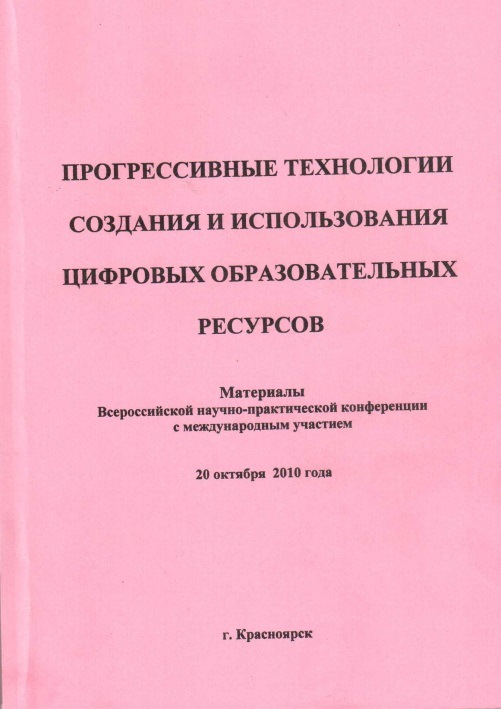 ПРОГРЕССИВНЫЕ ТЕХНОЛОГИИ
СОЗДАНИЯ И ИСПОЛЬЗОВАНИЯ
ЦИФРОВЫХ ОБРАЗОВАТЕЛЬНЫХ
РЕСУРСОВ
Материалы
Всероссийской научно-практической конференции
с международным участием
20 октября 2010 года
г. Красноярск